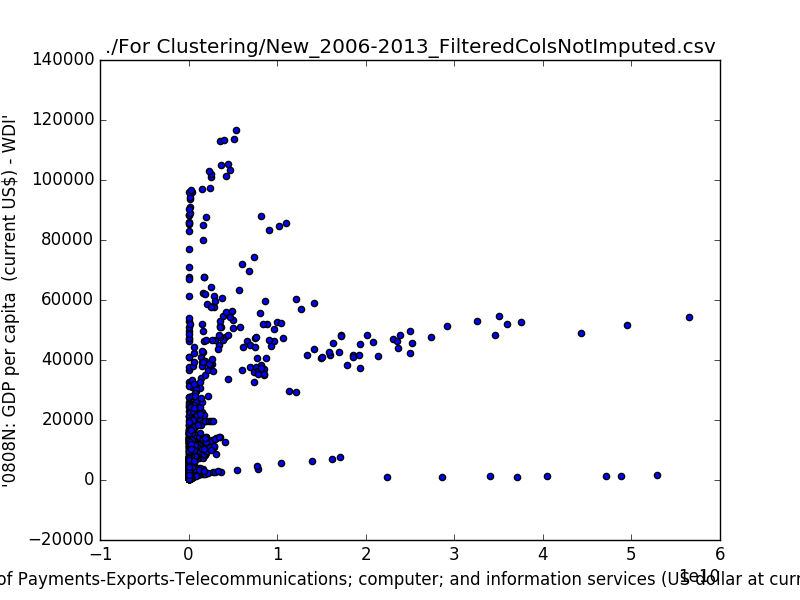 ./For Clustering/New_2006-2013_FilteredColsNotImputed.csv
140000
120000
100000
80000
60000
40000
20000
0
−20000
'0808N: GDP per capita (current US$) - WDI'
−1 0 1 2 3 4 5 6
1e10
of Payments-Exports-Telecommunications; computer; and information services (US dollar at curr